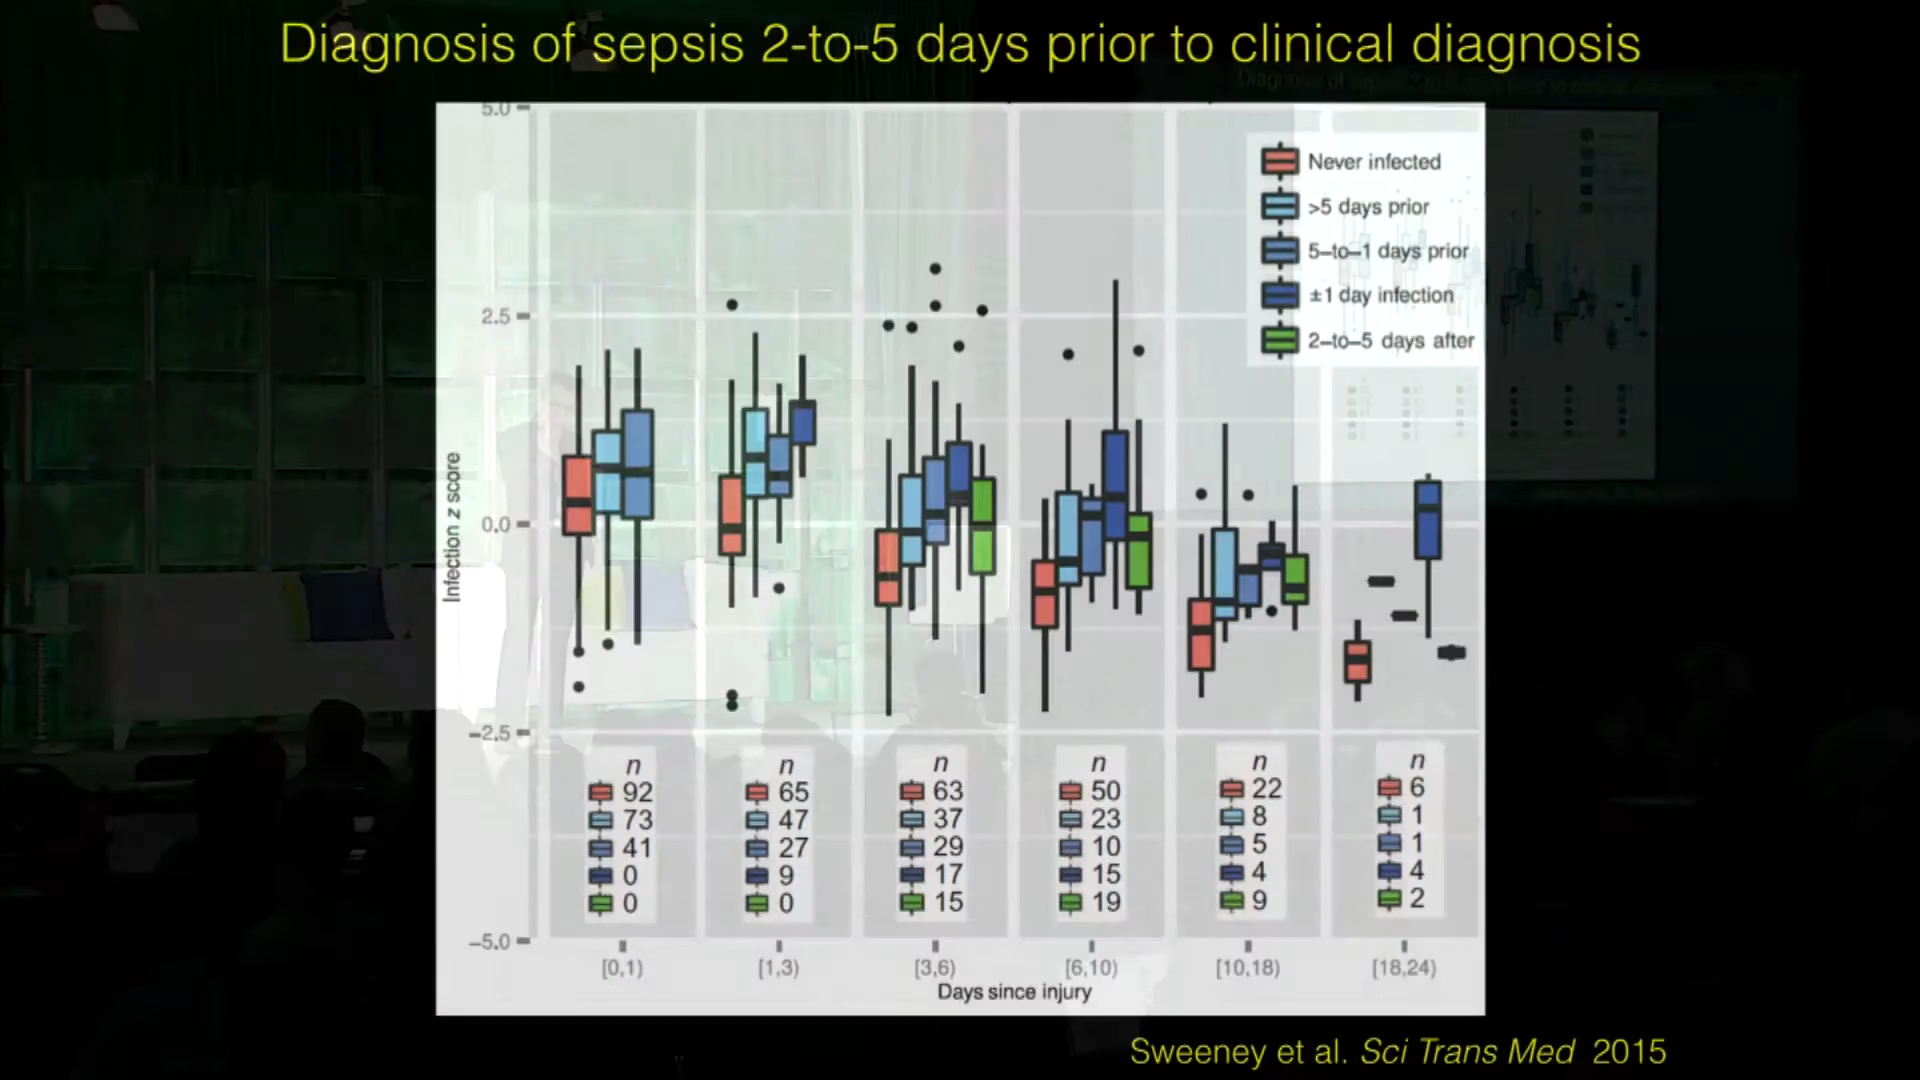 Diagnosis of sepsis 2-to-5 days prior to clinical diagnosis
5.0
2.5
0.0
–2.5
–5.0
Infection z score
Never infected
>5 days prior
5–to–1 days prior
±1 day infection
2–to–5 days after
n
92
73
41
0
0
n
65
47
27
9
0
n
63
37
29
17
15
n
50
23
10
15
19
n
22
8
5
4
9
n
6
1
1
4
2
[0,1)
[1,3)
[3,6)
[6,10)
[10,18)
[18,24)
Days since injury
Sweeney et al. Sci Trans Med 2015